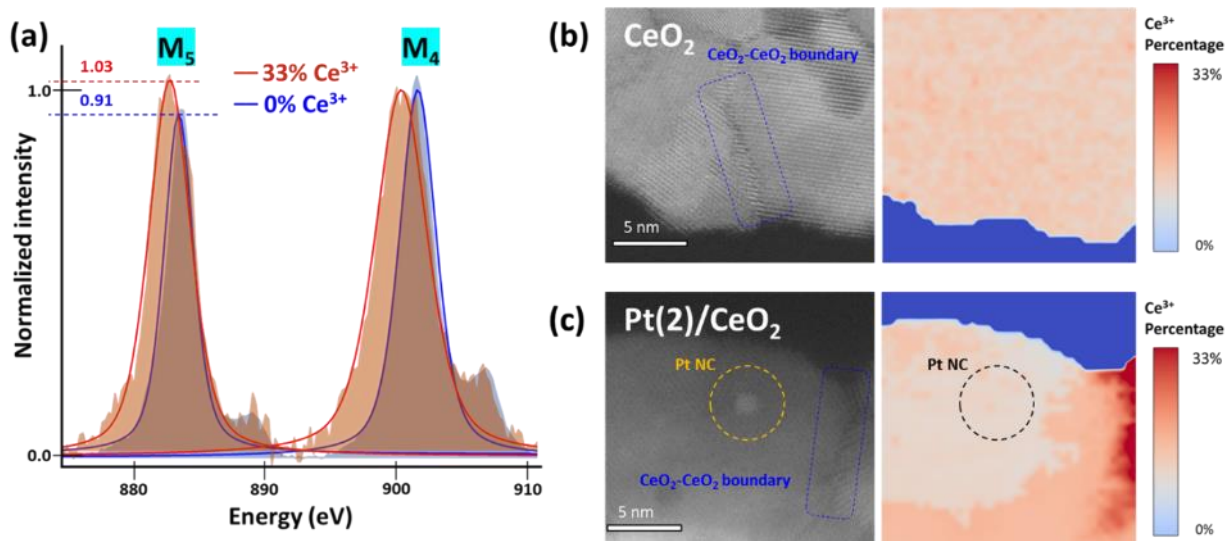 (a)
M₅
M₄
1.03
0.91
33% Ce³⁺
0% Ce³⁺
1.0
0.0
Normalized intensity
880
890
900
910
Energy (eV)
(b)
CeO₂
CeO₂-CeO₂ boundary
5 nm
Ce³⁺
Percentage
33%
0%
(c)
Pt(2)/CeO₂
Pt NC
CeO₂-CeO₂ boundary
5 nm
Pt NC
Ce³⁺
Percentage
33%
0%